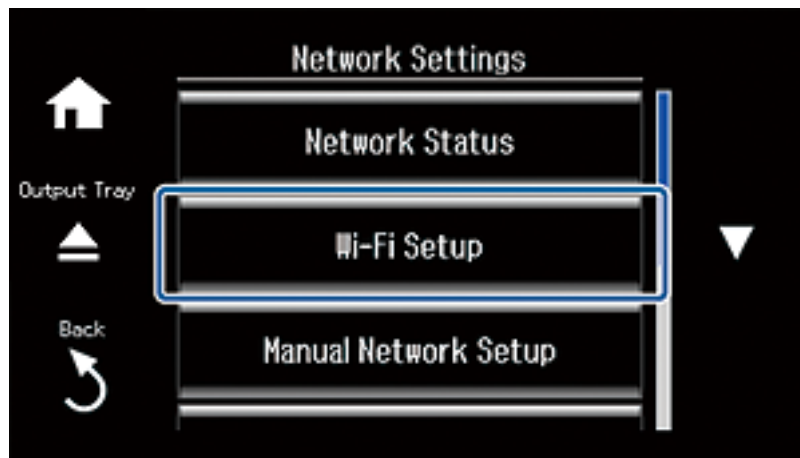 Network Settings
Network Status
Output Tray
Wi-Fi Setup
Back
Manual Network Setup